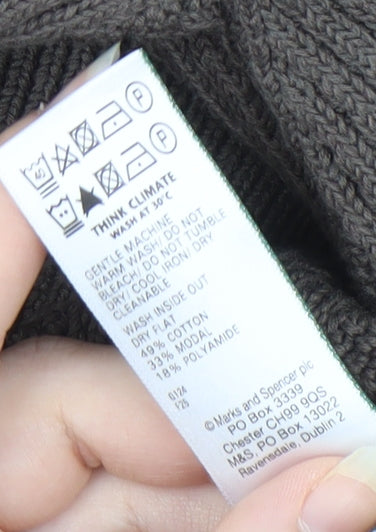 40 P
P
THINK CLIMATE
WASH AT 30°C
GENTLE MACHINE
WARM WASH/ DO NOT
BLEACH/ DO NOT TUMBLE
DRY/ COOL IRON/ DRY
CLEANABLE
WASH INSIDE OUT
DRY FLAT
49% COTTON
33% MODAL
18% POLYAMIDE
©Marks and Spencer plc
PO Box 3339
Chester CH99 9QS
M&S, PO Box 13022
Ravensdale, Dublin 2